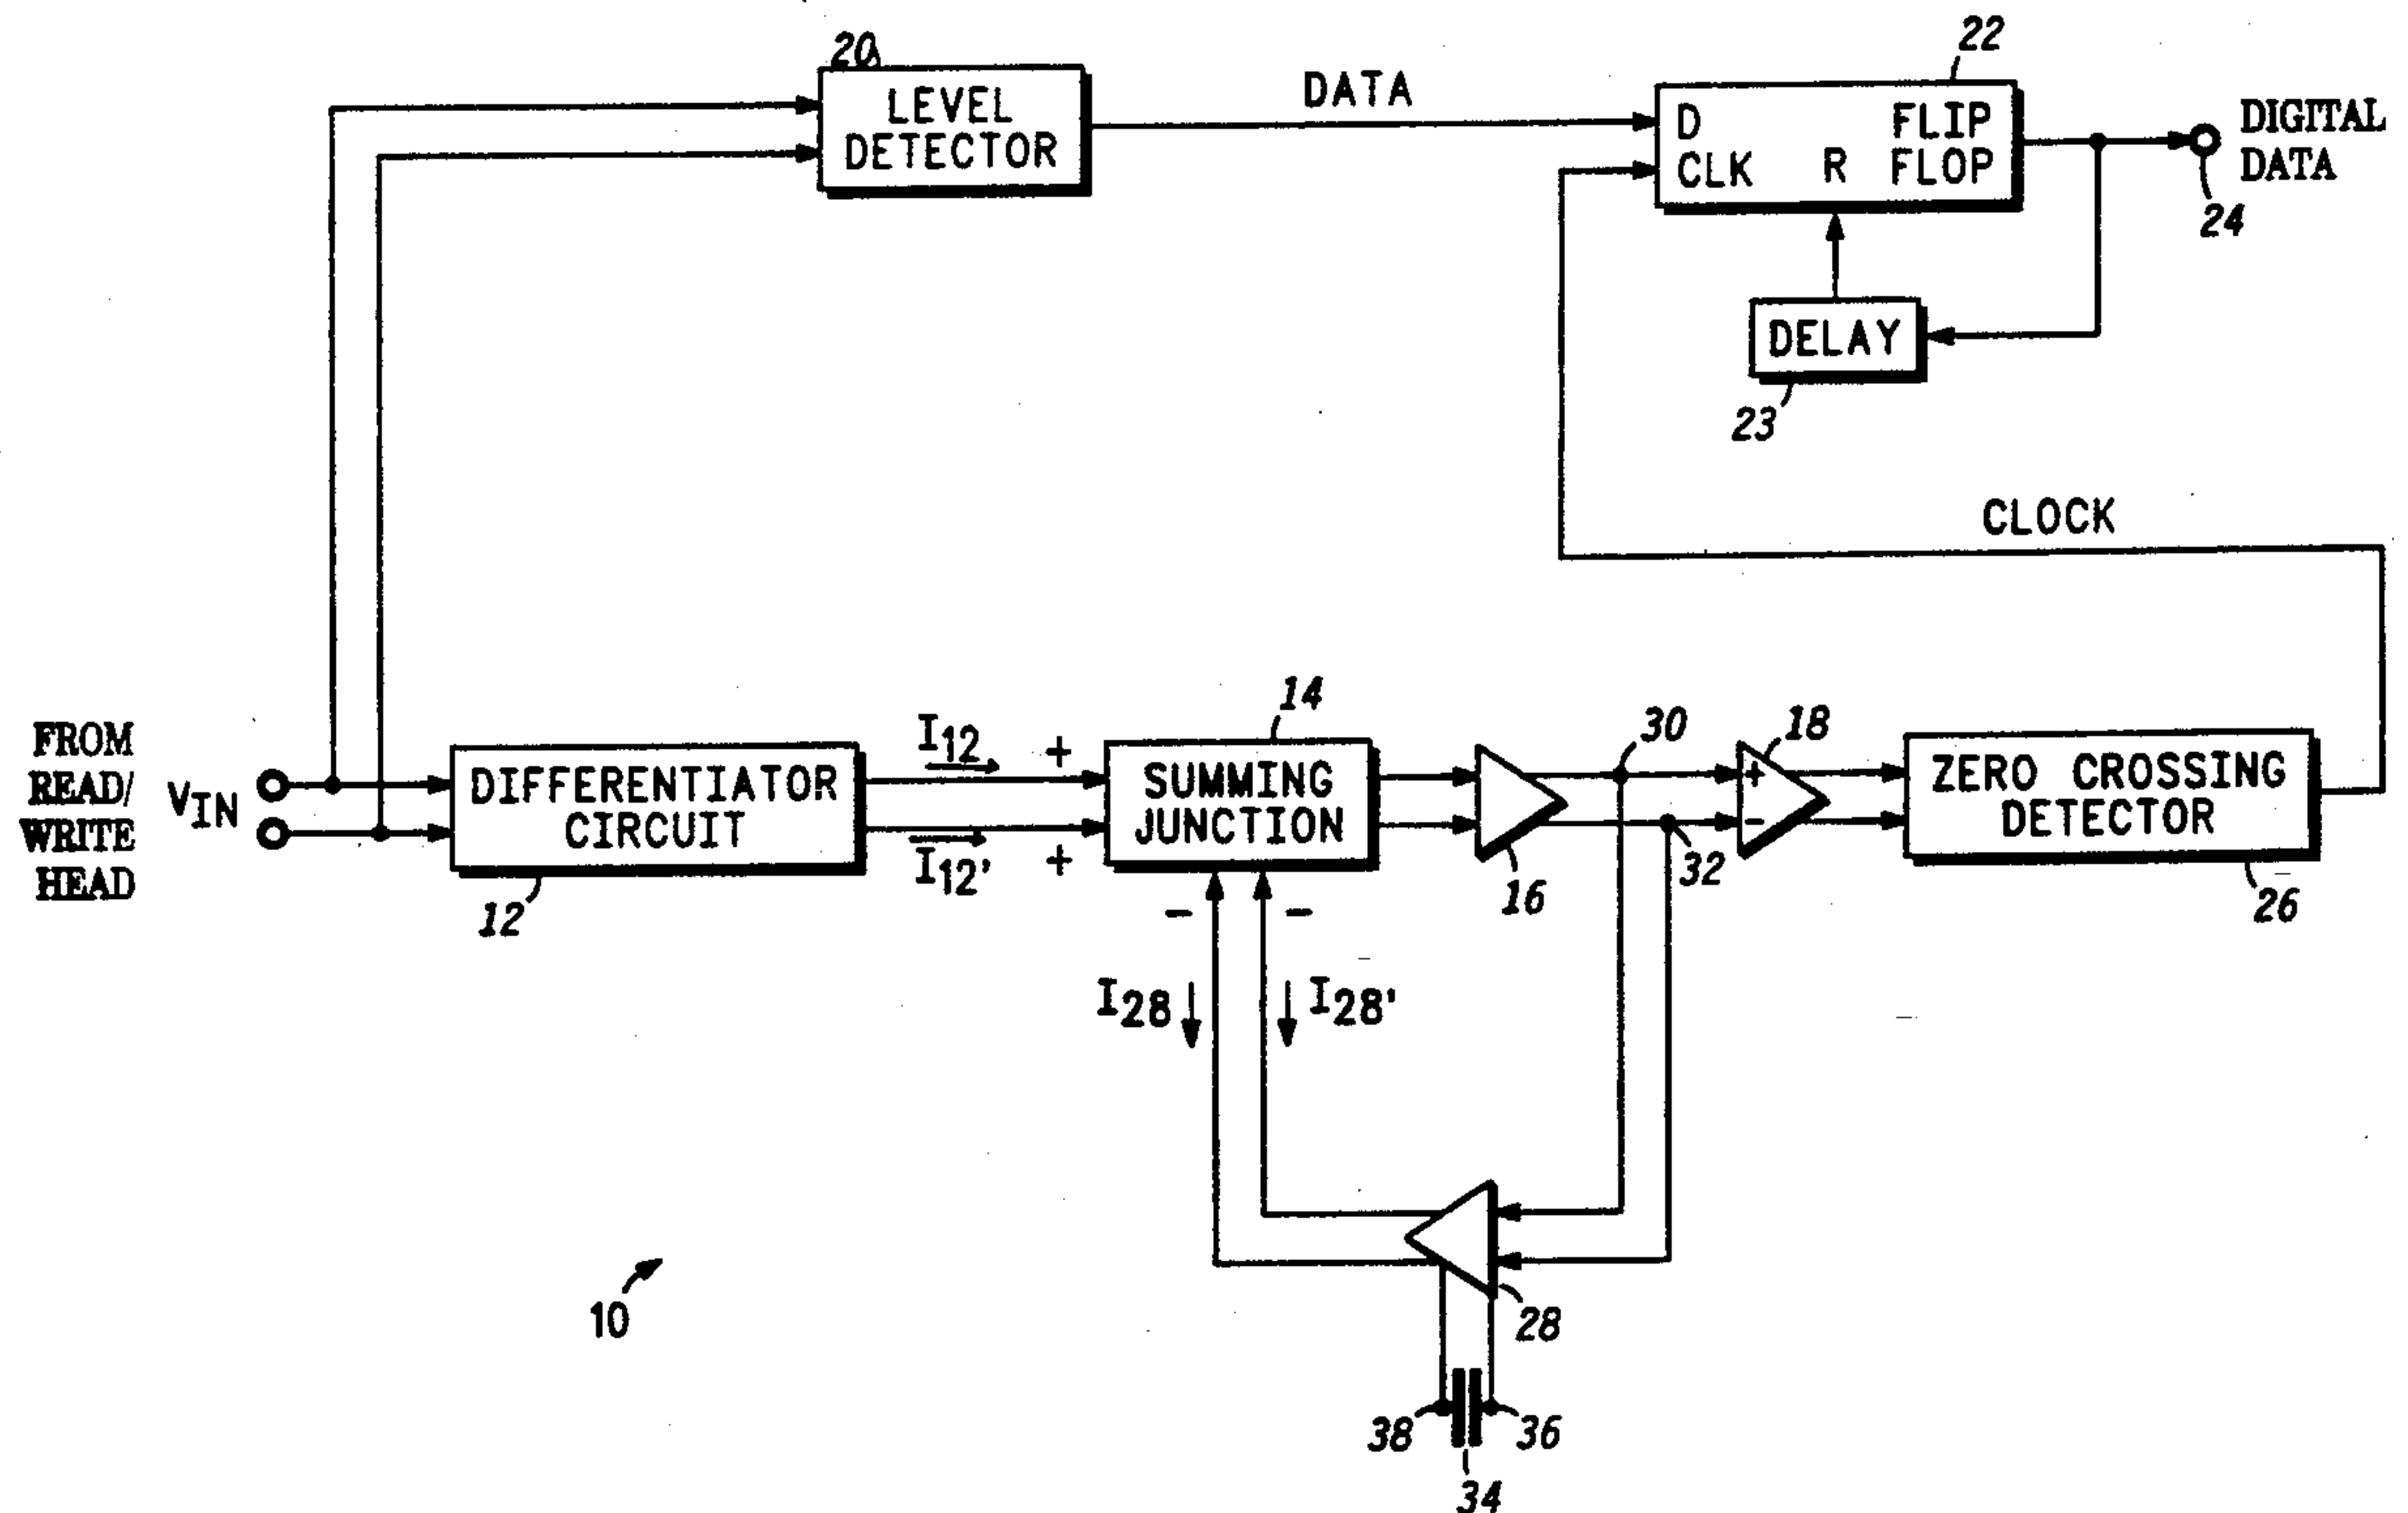 20
LEVEL
DETECTOR
DATA
22
D FLIP
CLK R FLOP
DIGITAL
DATA
24
DELAY
23
CLOCK
FROM
READ/
WRITE
HEAD
VIN
DIFFERENTIATOR
CIRCUIT
12
I12 +
I12' +
14
SUMMING
JUNCTION
- -
16
30
32
18
+
-
ZERO CROSSING
DETECTOR
26
I28
I28'
28
10
38
36
34